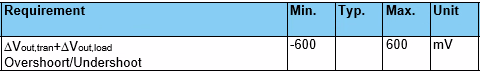 Requirement Min. Typ. Max. Unit
ΔVout,tran+ΔVout,load -600 600 mV
Overshoort/Undershoot